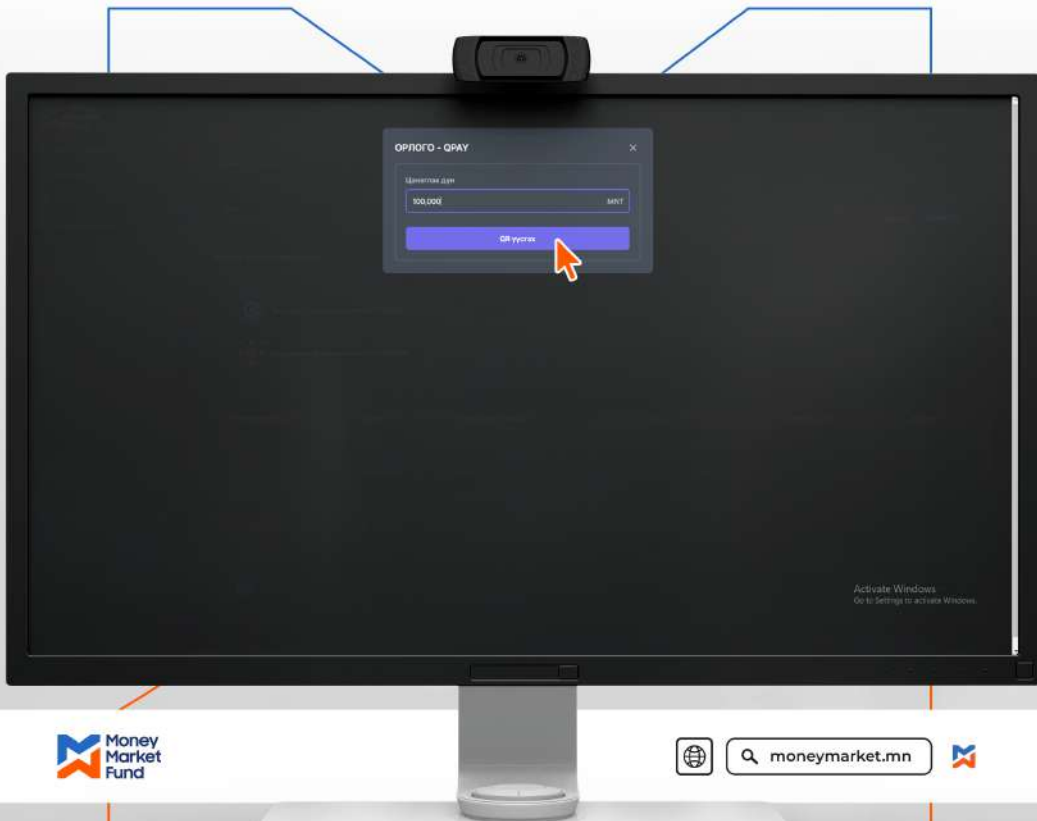 ОРЛОГО - QPAY
Цэнэглэх дүн
100,000
MNT
QR үүсгэх
Activate Windows
Go to Settings to activate Windows.
Money
Market
Fund
moneymarket.mn